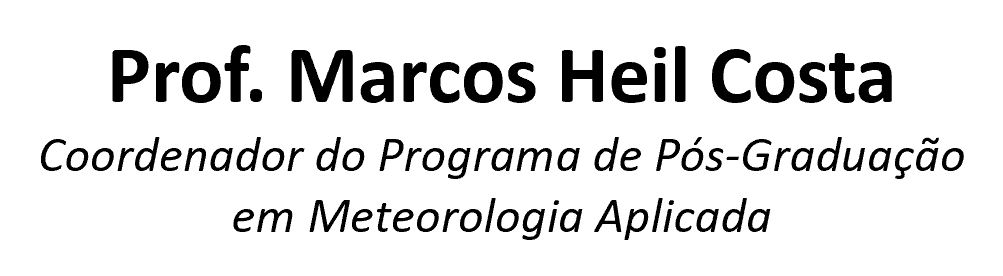 Prof. Marcos Heil Costa
Coordenador do Programa de Pós-Graduação
em Meteorologia Aplicada